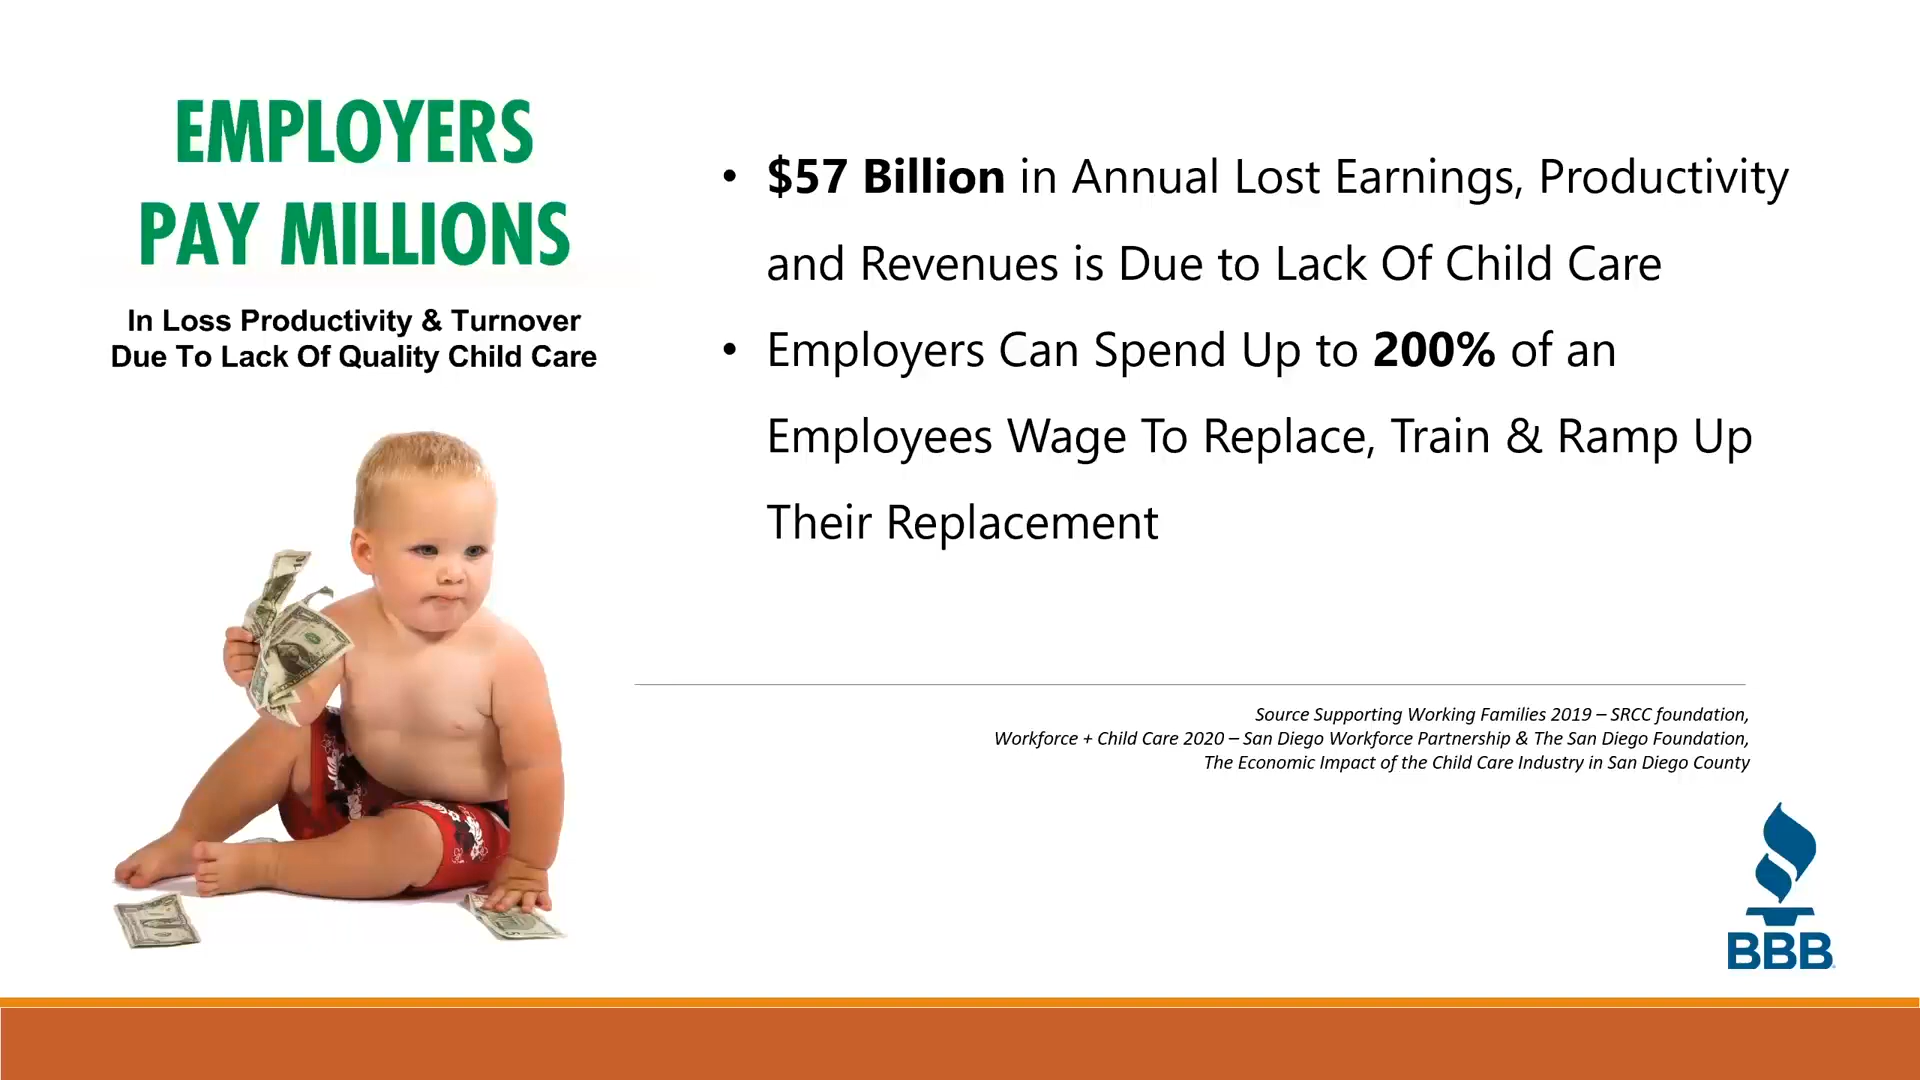 EMPLOYERS
PAY MILLIONS
In Loss Productivity & Turnover
Due To Lack Of Quality Child Care
• $57 Billion in Annual Lost Earnings, Productivity
and Revenues is Due to Lack Of Child Care
• Employers Can Spend Up to 200% of an
Employees Wage To Replace, Train & Ramp Up
Their Replacement
Source Supporting Working Families 2019 – SRCC foundation,
Workforce + Child Care 2020 – San Diego Workforce Partnership & The San Diego Foundation,
The Economic Impact of the Child Care Industry in San Diego County
BBB